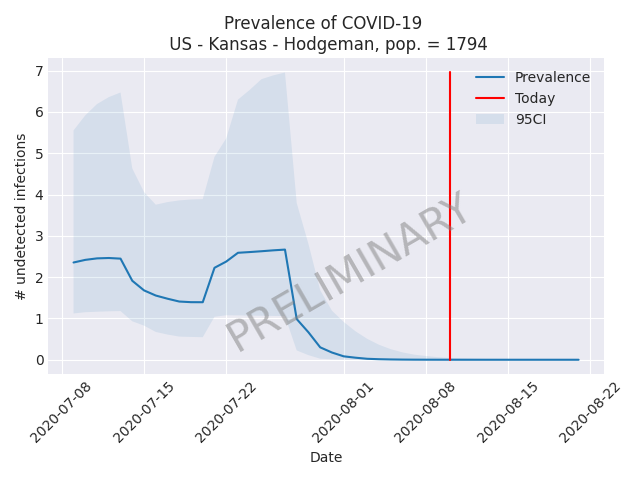 Prevalence of COVID-19
US - Kansas - Hodgeman, pop. = 1794
# undetected infections
7
6
5
4
3
2
1
0
Prevalence
Today
95CI
PRELIMINARY
2020-07-08
2020-07-15
2020-07-22
2020-08-01
2020-08-08
2020-08-15
2020-08-22
Date